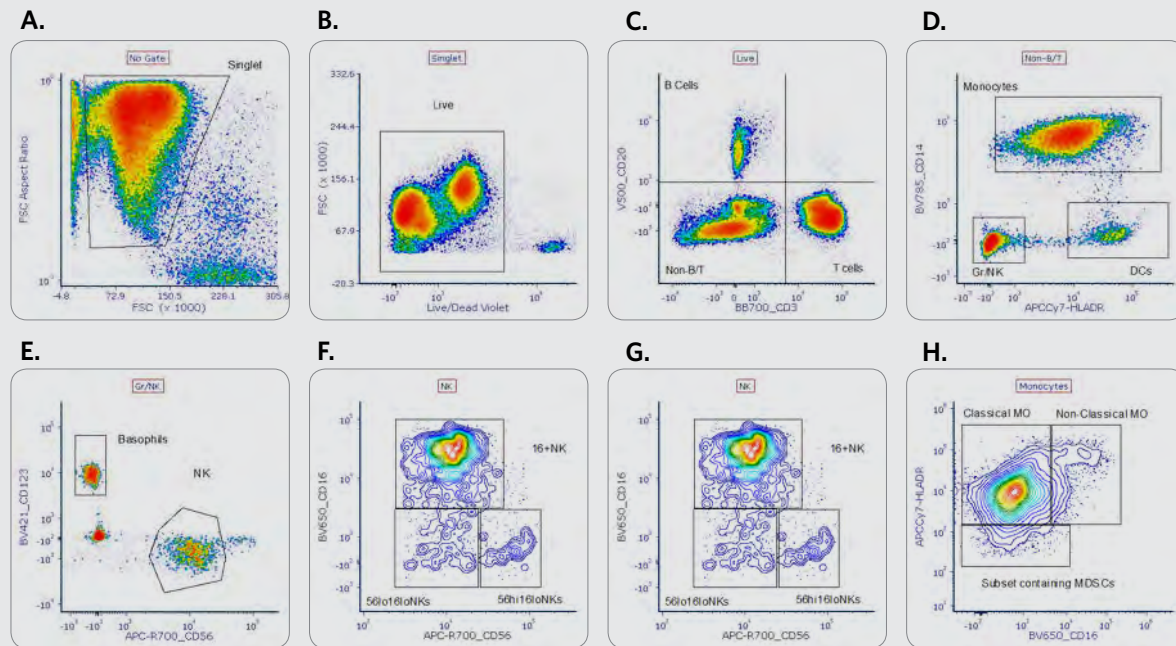 A.
No Gate
Singlet
FSC Aspect Ratio
-4.8 72.9 150.5 228.1 305.8
FSC (x 1000)
B.
Singlet
Live
332.6
244.4
156.1
67.9
-20.3
FSC (x 1000)
Live/Dead Violet
C.
Live
B Cells
Non-B/T
T cells
V500_CD20
BB700_CD3
D.
Non-B/T
Monocytes
Gr/NK
DCs
BV785_CD14
APCCy7-HLADR
E.
Gr/NK
Basophils
NK
BV421_CD123
APC-R700_CD56
F.
NK
16+NK
56lo16loNKs
56hi16loNKs
BV650_CD16
APC-R700_CD56
G.
NK
16+NK
56lo16loNKs
56hi16loNKs
BV650_CD16
APC-R700_CD56
H.
Monocytes
Classical MO
Non-Classical MO
Subset containing MDSCs
APCCy7-HLADR
BV650_CD16